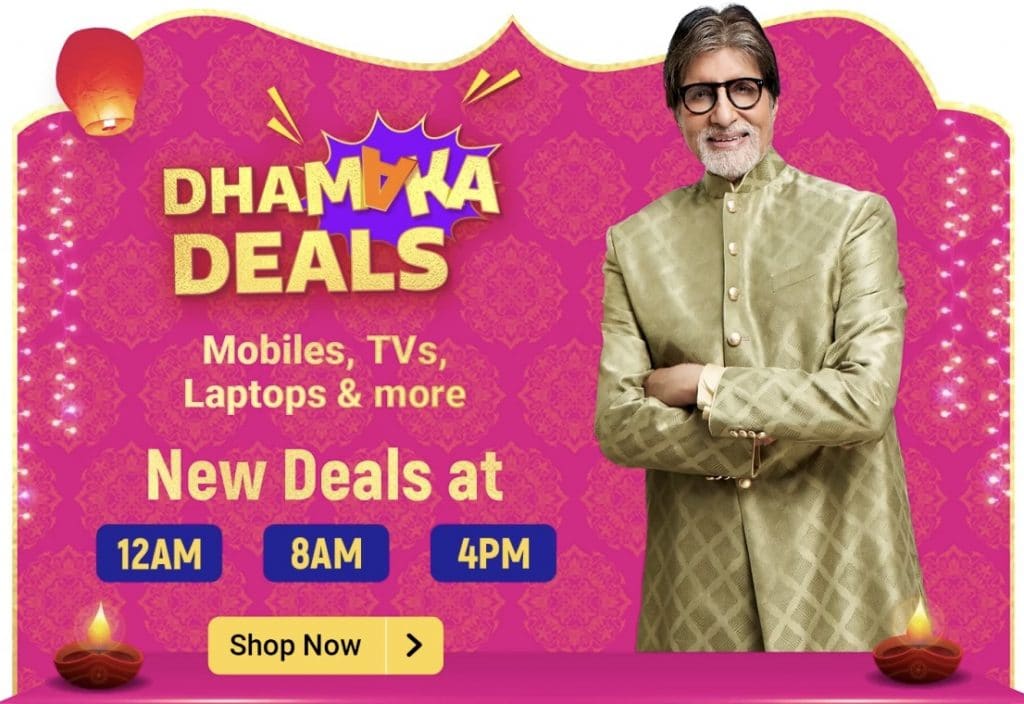 DHAMAKA
DEALS
Mobiles, TVs,
Laptops & more
New Deals at
12AM 8AM 4PM
Shop Now >